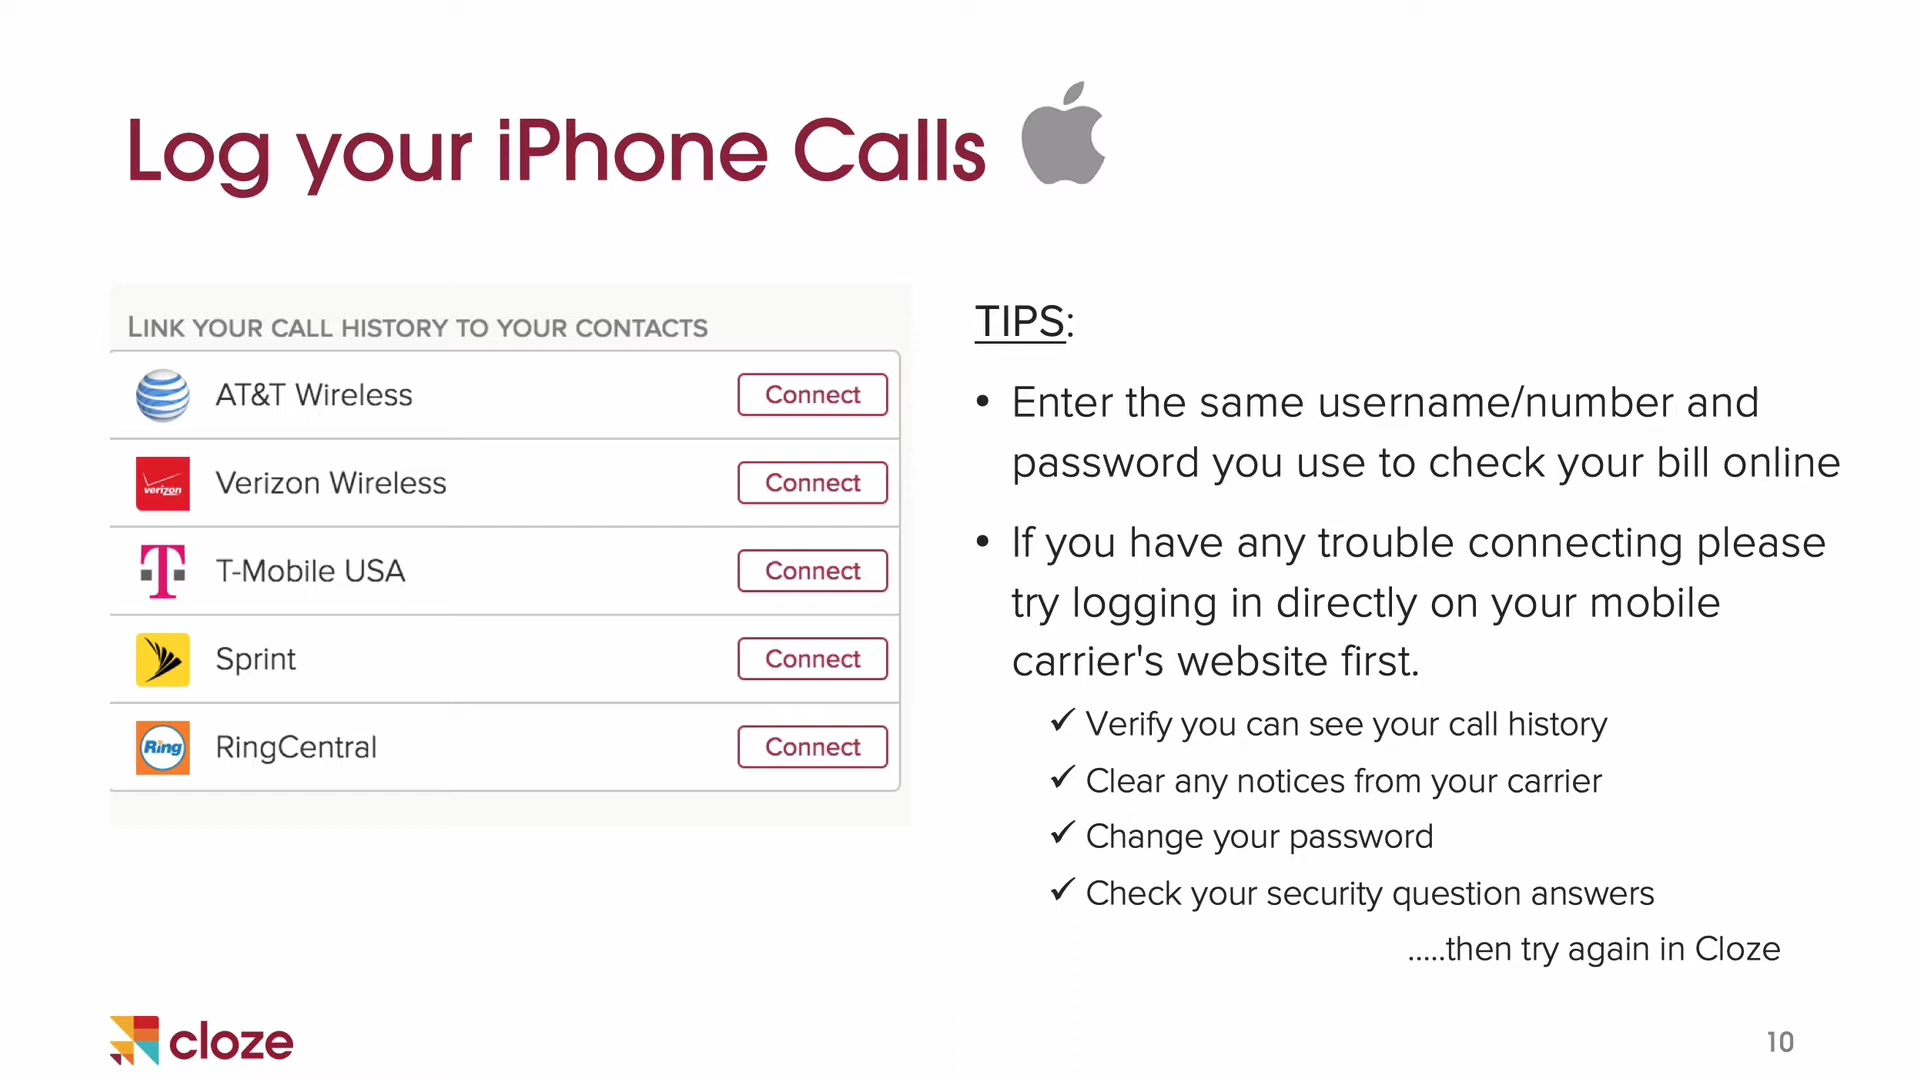 Log your iPhone Calls
LINK YOUR CALL HISTORY TO YOUR CONTACTS
AT&T Wireless
Connect
verizon
Verizon Wireless
Connect
T
T-Mobile USA
Connect
Sprint
Connect
Ring
RingCentral
Connect
TIPS:
• Enter the same username/number and
password you use to check your bill online
• If you have any trouble connecting please
try logging in directly on your mobile
carrier's website first.
✓ Verify you can see your call history
✓ Clear any notices from your carrier
✓ Change your password
✓ Check your security question answers
.....then try again in Cloze
cloze
10